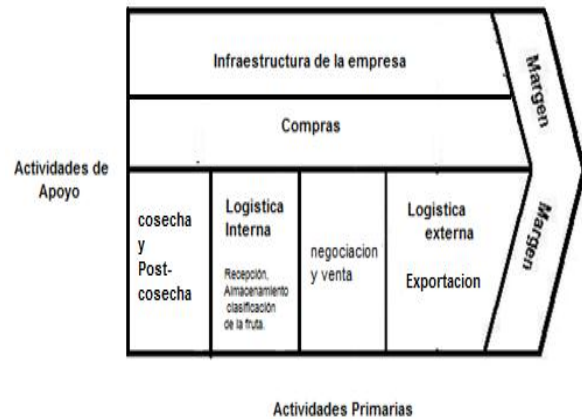 Infraestructura de la empresa
Margen
Compras
Actividades de
Apoyo
cosecha
y
Post-
cosecha
Logistica
Interna
Recepción,
Almacenamiento
clasificación
de la fruta.
negociacion
y venta
Logistica
externa
Exportacion
Margen
Actividades Primarias